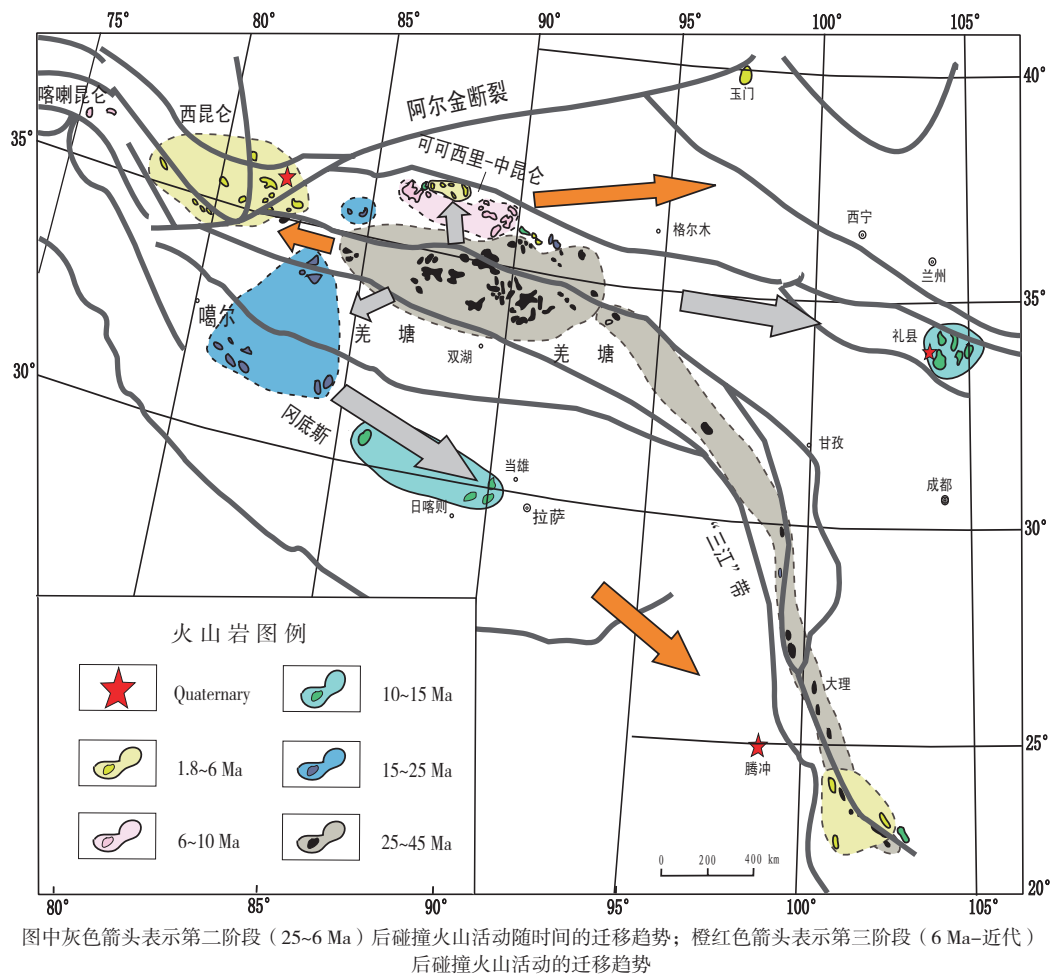 75°
80°
85°
90°
95°
100°
105°
40°
喀喇昆仑
西昆仑
阿尔金断裂
玉门
35°
可可西里-中昆仑
格尔木
西宁
兰州
35°
噶尔
羌塘
双湖
羌塘
礼县
30°
冈底斯
当雄
日喀则
拉萨
甘孜
成都
30°
“三江”带
大理
25°
腾冲
火山岩图例
Quaternary
10~15 Ma
1.8~6 Ma
15~25 Ma
6~10 Ma
25~45 Ma
0 200 400 km
20°
80°
85°
90°
95°
100°
105°
图中灰色箭头表示第二阶段（25~6 Ma）后碰撞火山活动随时间的迁移趋势；橙红色箭头表示第三阶段（6 Ma-近代）
后碰撞火山活动的迁移趋势